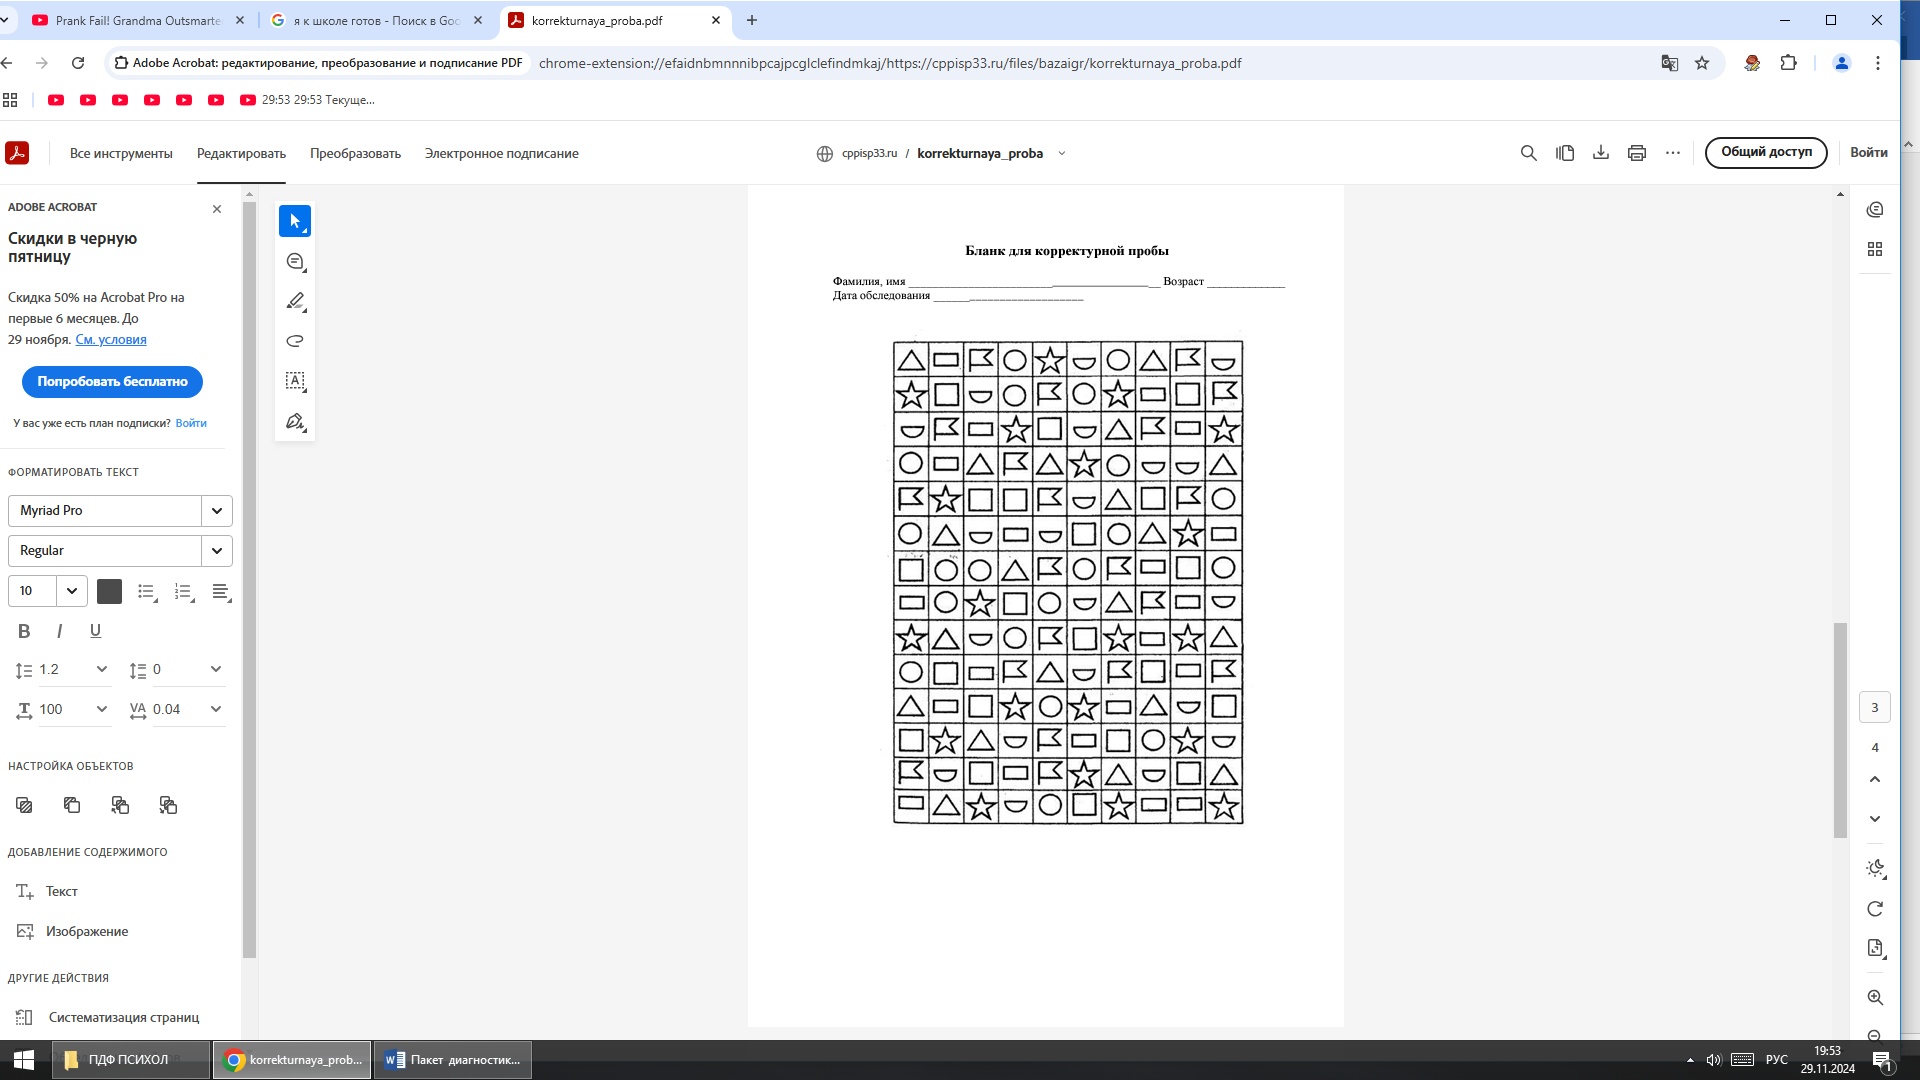 Prank Fail! Grandma Outsmarte
я к школе готов - Поиск в Goo
korrekturnaya_proba.pdf
Adobe Acrobat: редактирование, преобразование и подписание PDF
chrome-extension://efaidnbmnnnibpcajpcglclefindmkaj/https://cppisp33.ru/files/bazaigr/korrekturnaya_proba.pdf
29:53 29:53 Текуще...
Все инструменты
Редактировать
Преобразовать
Электронное подписание
cppisp33.ru / korrekturnaya_proba
Общий доступ
Войти
ADOBE ACROBAT
Скидки в черную
пятницу
Скидка 50% на Acrobat Pro на
первые 6 месяцев. До
29 ноября. См. условия
Попробовать бесплатно
У вас уже есть план подписки? Войти
ФОРМАТИРОВАТЬ ТЕКСТ
Myriad Pro
Regular
10
B I U
1.2
0
100
VA 0.04
НАСТРОЙКА ОБЪЕКТОВ
ДОБАВЛЕНИЕ СОДЕРЖИМОГО
Текст
Изображение
ДРУГИЕ ДЕЙСТВИЯ
Систематизация страниц
Бланк для корректурной пробы
Фамилия, имя __________________________________________ Возраст _____________
Дата обследования _________________________
3
4
ПДФ ПСИХОЛ
korrekturnaya_prob...
Пакет диагностик...
РУС
19:53
29.11.2024
1